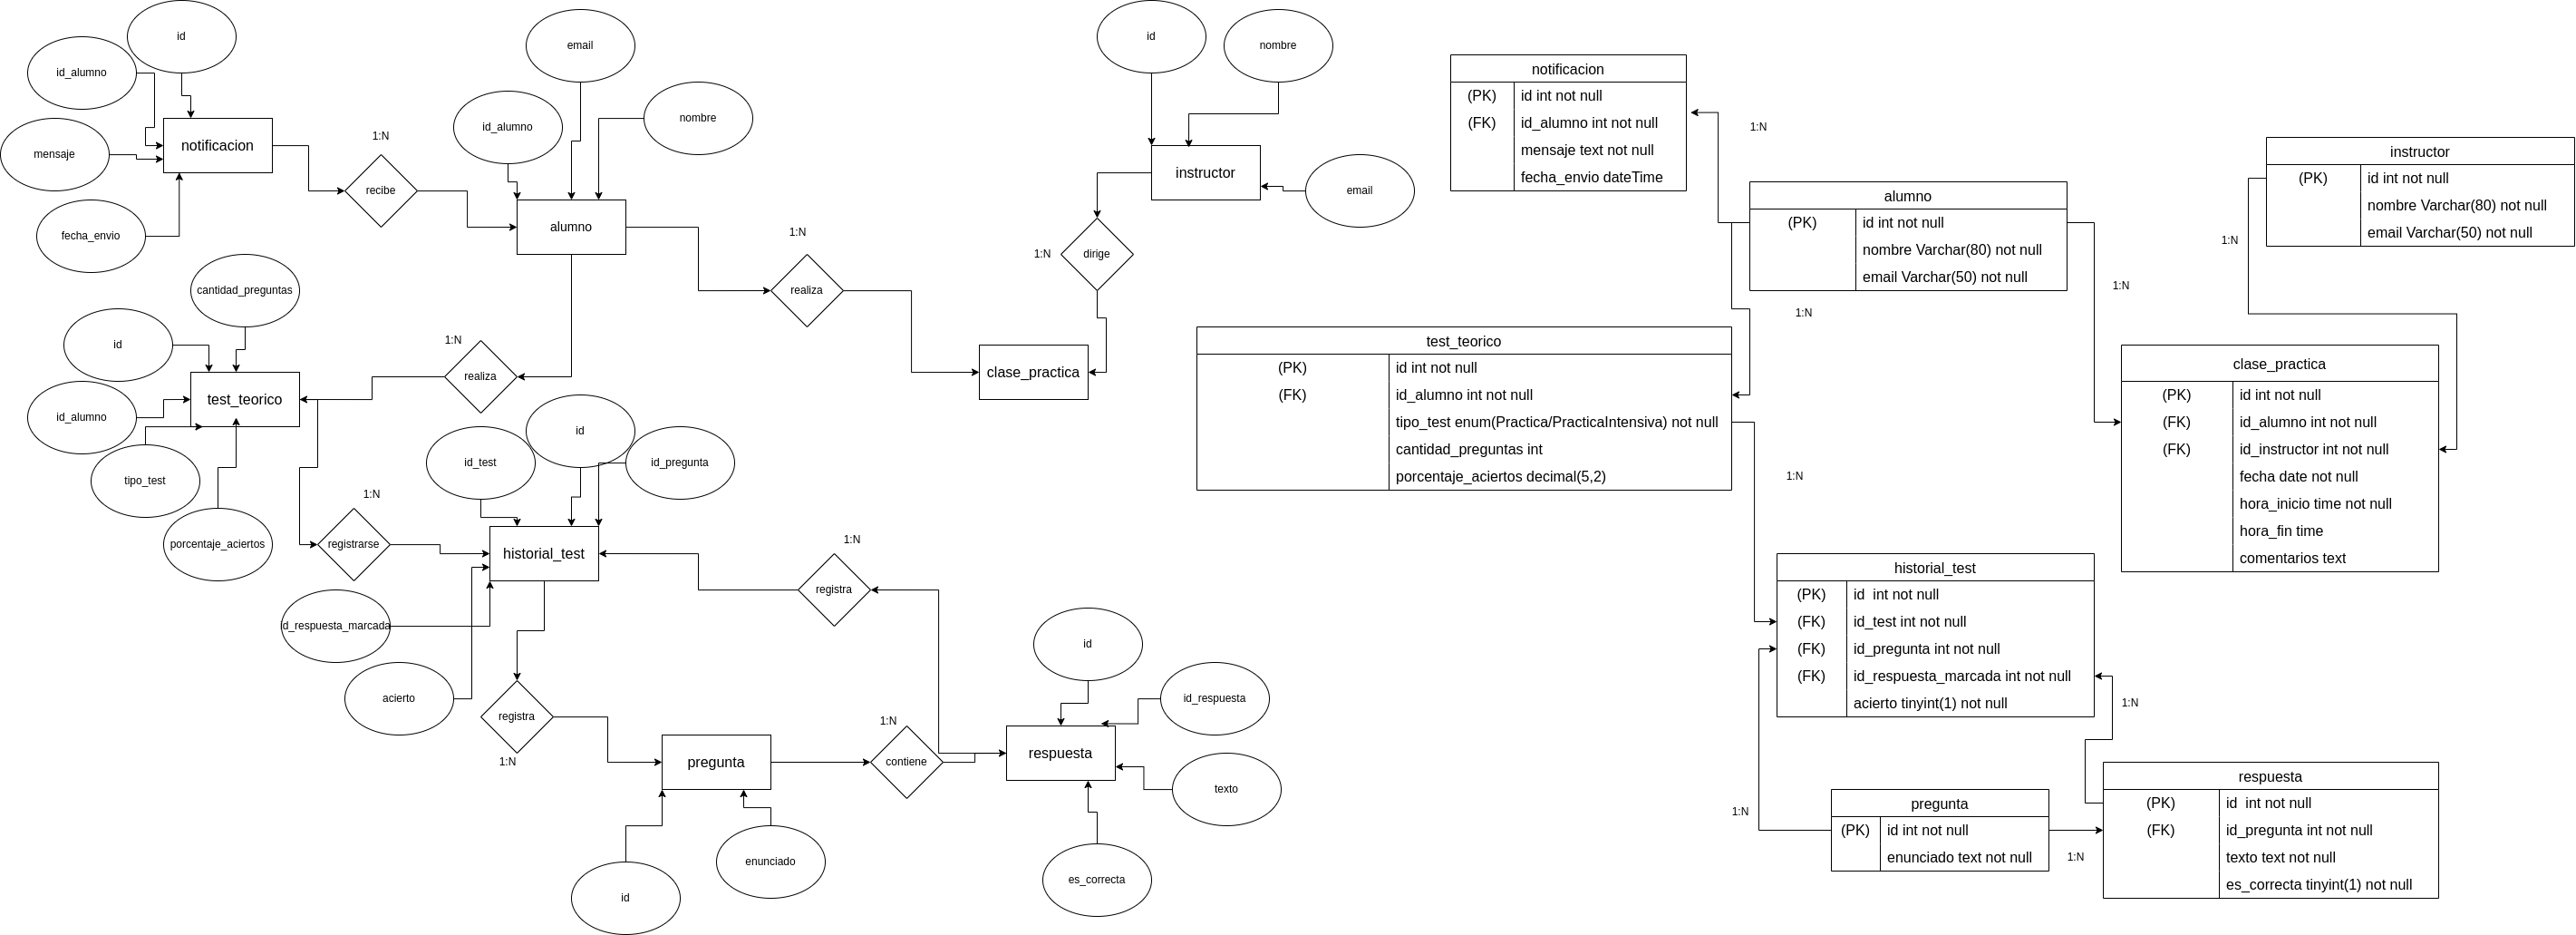 id
id_alumno
mensaje
fecha_envio
notificacion
1:N
recibe
email
id_alumno
nombre
alumno
1:N
realiza
id
nombre
instructor
email
1:N
dirige
clase_practica
cantidad_preguntas
id
id_alumno
tipo_test
porcentaje_aciertos
test_teorico
1:N
realiza
1:N
registrarse
id_test
id
id_pregunta
historial_test
id_respuesta_marcada
acierto
1:N
registra
registra
1:N
pregunta
id
enunciado
1:N
contiene
id
id_respuesta
respuesta
texto
es_correcta
notificacion
(PK) id int not null
(FK) id_alumno int not null
mensaje text not null
fecha_envio dateTime
1:N
alumno
(PK) id int not null
nombre Varchar(80) not null
email Varchar(50) not null
1:N
1:N
instructor
(PK) id int not null
nombre Varchar(80) not null
email Varchar(50) not null
1:N
test_teorico
(PK) id int not null
(FK) id_alumno int not null
tipo_test enum(Practica/PracticaIntensiva) not null
cantidad_preguntas int
porcentaje_aciertos decimal(5,2)
1:N
clase_practica
(PK) id int not null
(FK) id_alumno int not null
(FK) id_instructor int not null
fecha date not null
hora_inicio time not null
hora_fin time
comentarios text
historial_test
(PK) id  int not null
(FK) id_test int not null
(FK) id_pregunta int not null
(FK) id_respuesta_marcada int not null
acierto tinyint(1) not null
1:N
1:N
pregunta
(PK) id int not null
enunciado text not null
1:N
respuesta
(PK) id  int not null
(FK) id_pregunta int not null
texto text not null
es_correcta tinyint(1) not null